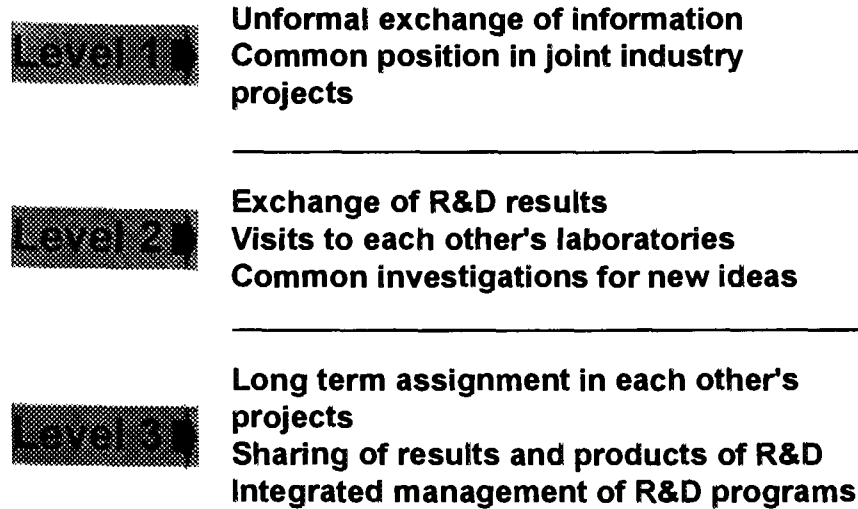 Level 1
Unformal exchange of information
Common position in joint industry
projects
Level 2
Exchange of R&D results
Visits to each other's laboratories
Common investigations for new ideas
Level 3
Long term assignment in each other's
projects
Sharing of results and products of R&D
Integrated management of R&D programs